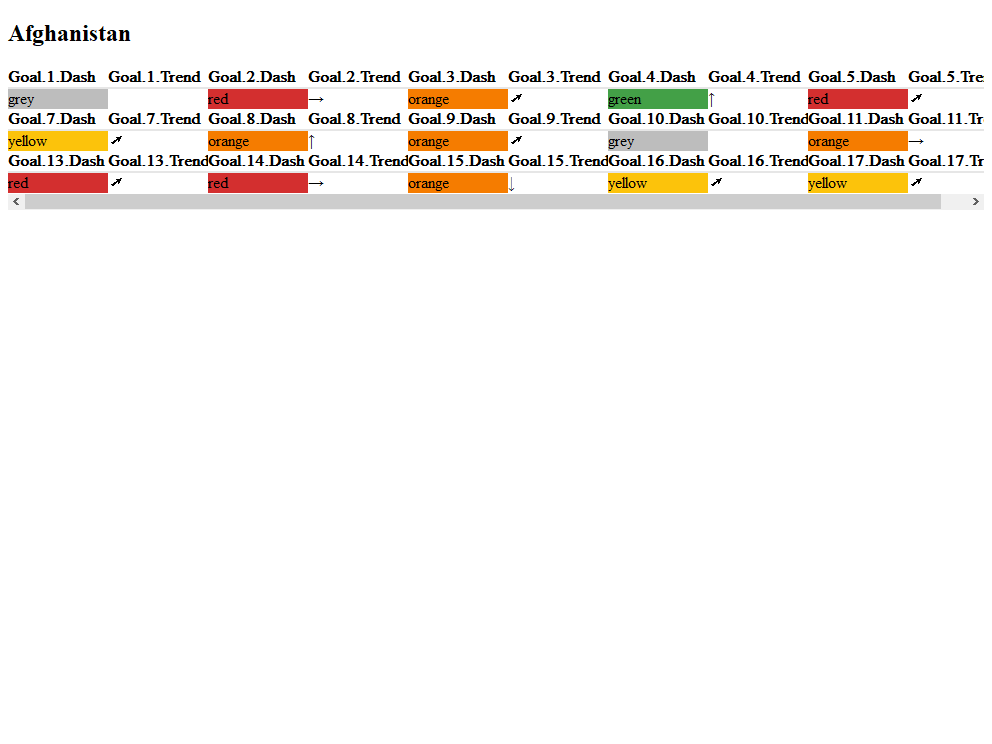 Afghanistan
Goal.1.Dash Goal.1.Trend Goal.2.Dash Goal.2.Trend Goal.3.Dash Goal.3.Trend Goal.4.Dash Goal.4.Trend Goal.5.Dash Goal.5.Tre
grey red → orange ➚ green ↑ red ➚
Goal.7.Dash Goal.7.Trend Goal.8.Dash Goal.8.Trend Goal.9.Dash Goal.9.Trend Goal.10.Dash Goal.10.Trend Goal.11.Dash Goal.11.Tr
yellow ➚ orange ↑ orange ➚ grey orange →
Goal.13.Dash Goal.13.Trend Goal.14.Dash Goal.14.Trend Goal.15.Dash Goal.15.Trend Goal.16.Dash Goal.16.Trend Goal.17.Dash Goal.17.T
red ➚ red → orange ↓ yellow ➚ yellow ➚